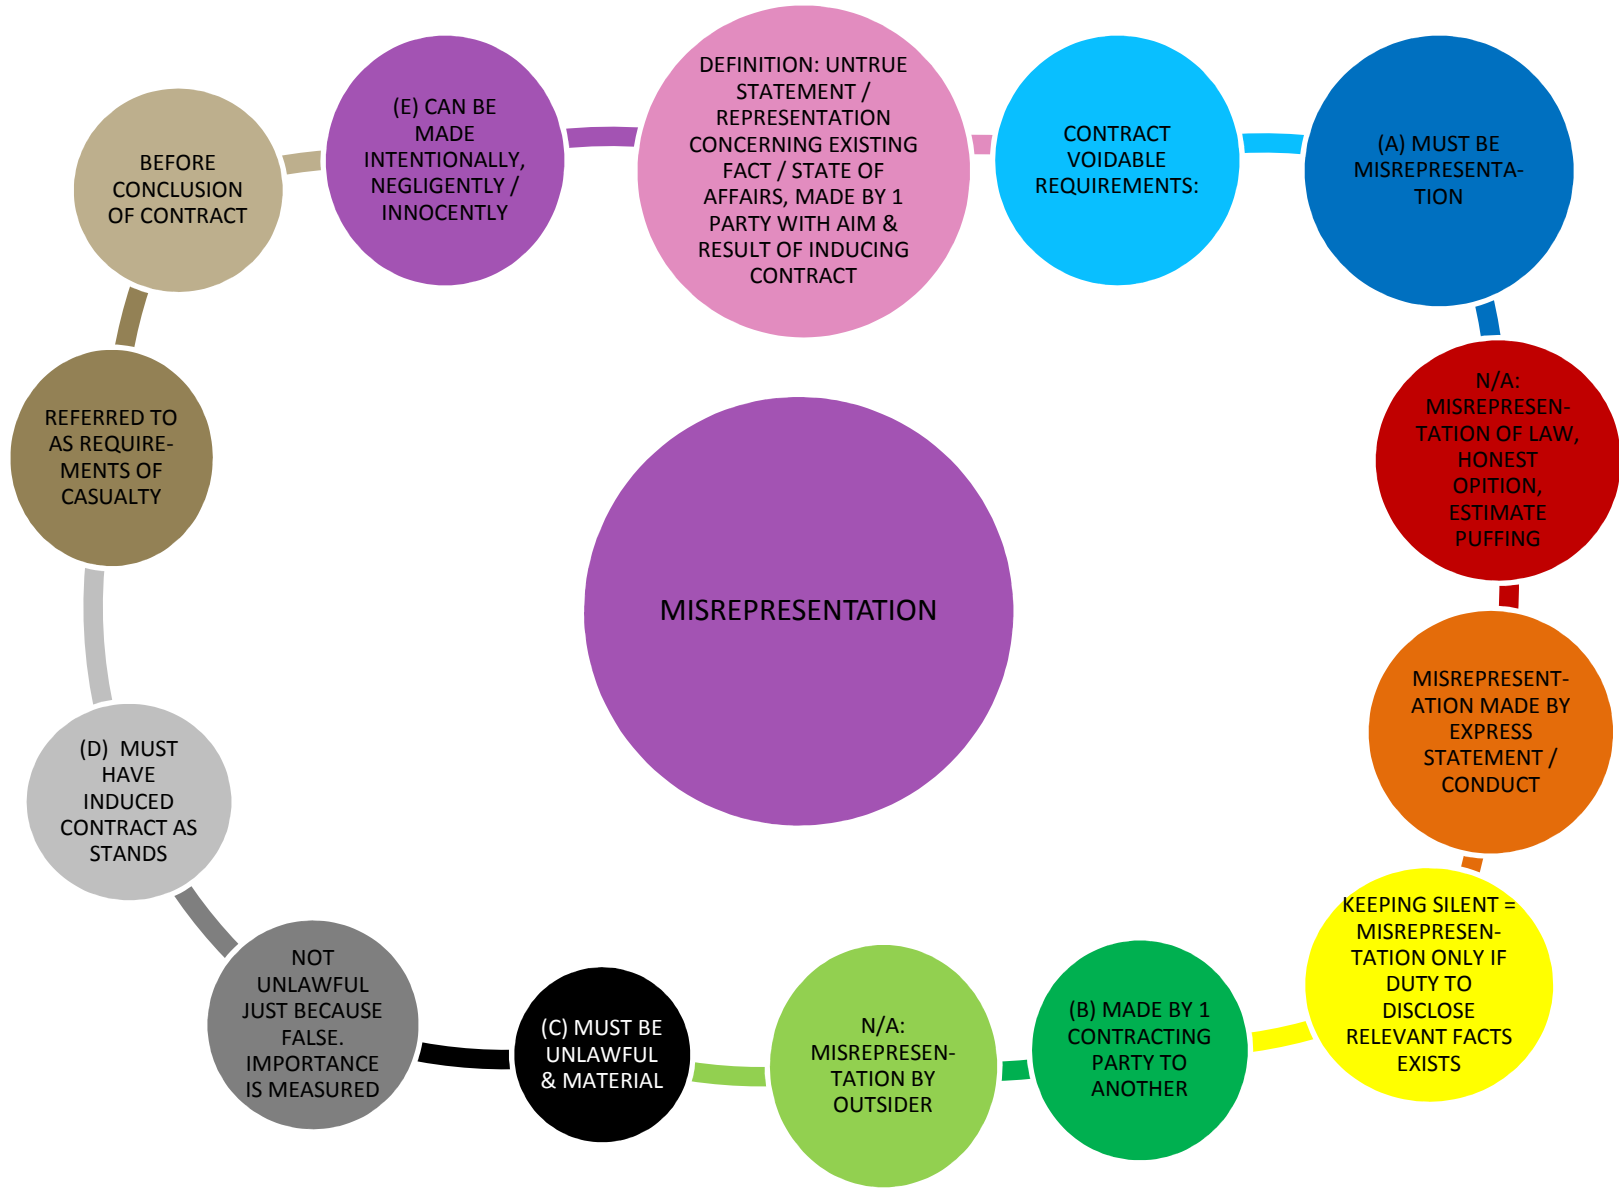 DEFINITION: UNTRUE
STATEMENT /
REPRESENTATION
CONCERNING EXISTING
FACT / STATE OF
AFFAIRS, MADE BY 1
PARTY WITH AIM &
RESULT OF INDUCING
CONTRACT
CONTRACT
VOIDABLE
REQUIREMENTS:
(A) MUST BE
MISREPRESENTA-
TION
N/A:
MISREPRESEN-
TATION OF LAW,
HONEST
OPITION,
ESTIMATE
PUFFING
MISREPRESENT-
ATION MADE BY
EXPRESS
STATEMENT /
CONDUCT
KEEPING SILENT =
MISREPRESEN-
TATION ONLY IF
DUTY TO
DISCLOSE
RELEVANT FACTS
EXISTS
(B) MADE BY 1
CONTRACTING
PARTY TO
ANOTHER
N/A:
MISREPRESEN-
TATION BY
OUTSIDER
(C) MUST BE
UNLAWFUL
& MATERIAL
NOT
UNLAWFUL
JUST BECAUSE
FALSE.
IMPORTANCE
IS MEASURED
(D) MUST
HAVE
INDUCED
CONTRACT AS
STANDS
REFERRED TO
AS REQUIRE-
MENTS OF
CASUALTY
BEFORE
CONCLUSION
OF CONTRACT
(E) CAN BE
MADE
INTENTIONALLY,
NEGLIGENTLY /
INNOCENTLY
MISREPRESENTATION